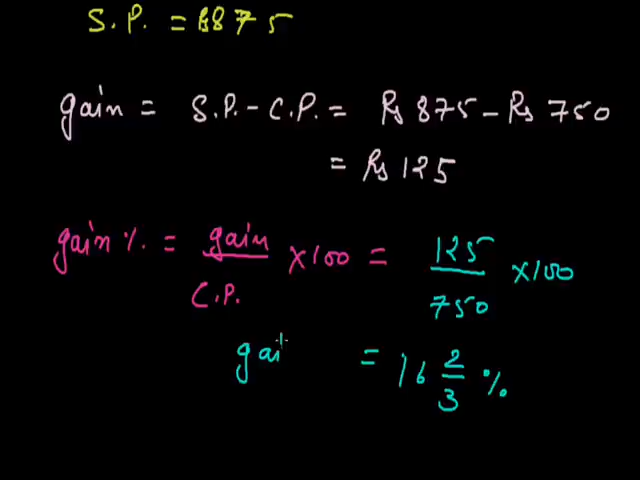 S.P. = Rs 875
gain = S.P. - C.P. = Rs 875 - Rs 750
= Rs 125
gain %. = gain/C.P. x100 = 125/750 x100
gai = 16 2/3 %